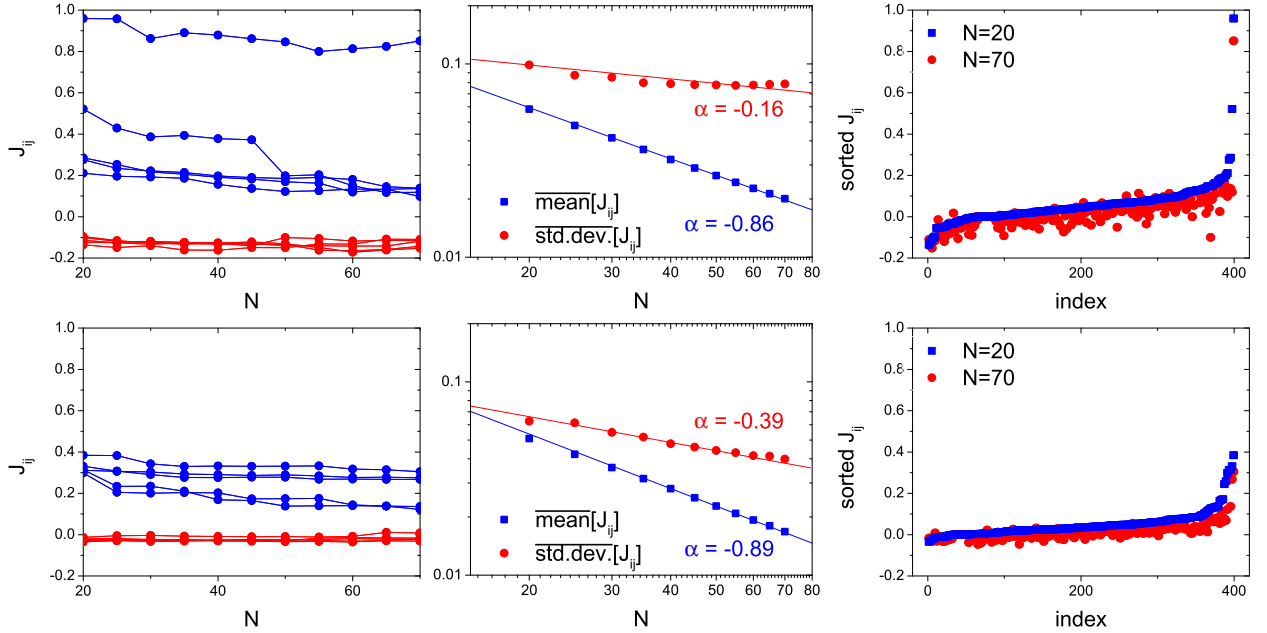 1.0
0.8
0.6
0.4
0.2
0.0
-0.2
J_ij
20
40
60
N
0.1
0.01
α = -0.16
mean[J_ij]
α = -0.86
std.dev.[J_ij]
20
30
40
50
60
70
80
N
1.0
0.8
0.6
0.4
0.2
0.0
-0.2
sorted J_ij
N=20
N=70
0
200
400
index
1.0
0.8
0.6
0.4
0.2
0.0
-0.2
J_ij
20
40
60
N
0.1
0.01
α = -0.39
mean[J_ij]
std.dev.[J_ij]
α = -0.89
20
30
40
50
60
70
80
N
1.0
0.8
0.6
0.4
0.2
0.0
-0.2
sorted J_ij
N=20
N=70
0
200
400
index